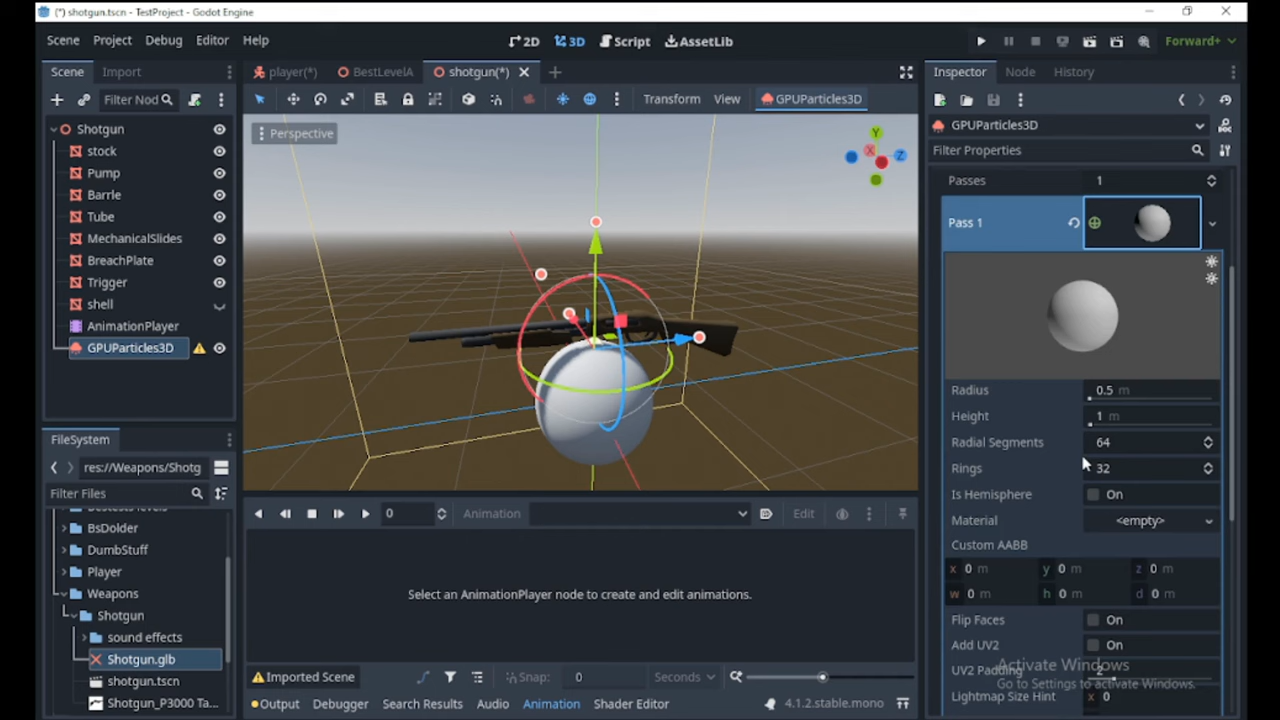 (*) shotgun.tscn - TestProject - Godot Engine
Scene Project Debug Editor Help
2D 3D Script AssetLib
Forward+
Scene Import
player(*) BestLevelA shotgun(*)
Inspector Node History
Filter Nod
Transform View GPUParticles3D
GPUParticles3D
Filter Properties
Shotgun
stock
Pump
Barrle
Tube
MechanicalSlides
BreachPlate
Trigger
shell
AnimationPlayer
GPUParticles3D
Perspective
Y
X
Z
Passes 1
Pass 1
Radius 0.5 m
Height 1 m
Radial Segments 64
Rings 32
Is Hemisphere On
Material <empty>
Custom AABB
x 0 m y 0 m z 0 m
w 0 m h 0 m d 0 m
Flip Faces On
Add UV2 On
UV2 Padding 2
Lightmap Size Hint x 0
Activate Windows
Go to Settings to activate Windows.
FileSystem
res://Weapons/Shotg
Filter Files
BsDolder
DumbStuff
Player
Weapons
Shotgun
sound effects
Shotgun.glb
shotgun.tscn
Shotgun_P3000 Ta...
0 Animation Edit
Select an AnimationPlayer node to create and edit animations.
Imported Scene Snap: 0 Seconds
Output Debugger Search Results Audio Animation Shader Editor 4.1.2.stable.mono